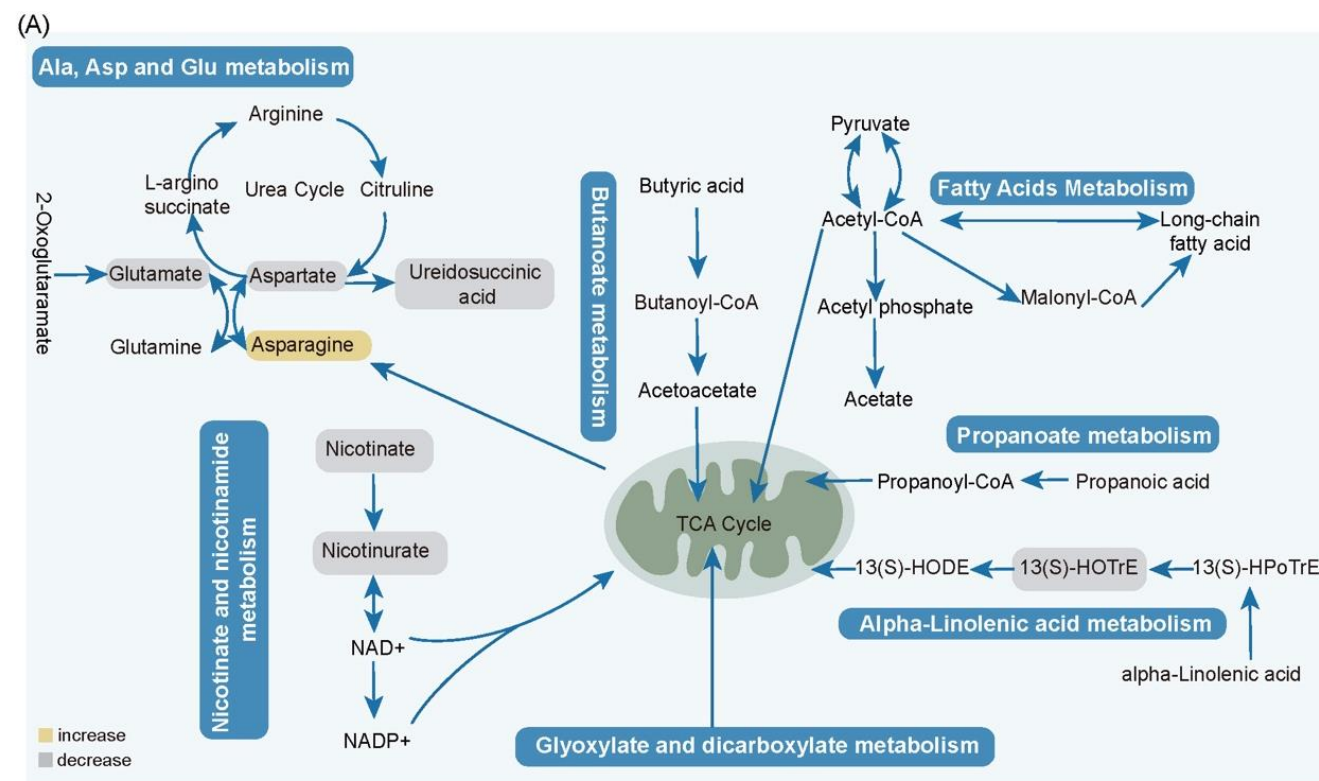 (A)
Ala, Asp and Glu metabolism
Arginine
L-argino
succinate
Urea Cycle
Citruline
2-Oxoglutaramate
Glutamate
Aspartate
Ureidosuccinic
acid
Glutamine
Asparagine
Butanoate metabolism
Butyric acid
Butanoyl-CoA
Acetoacetate
Pyruvate
Fatty Acids Metabolism
Acetyl-CoA
Long-chain
fatty acid
Acetyl phosphate
Malonyl-CoA
Acetate
Propanoate metabolism
Propanoyl-CoA
Propanoic acid
TCA Cycle
13(S)-HODE
13(S)-HOTrE
13(S)-HPoTrE
Alpha-Linolenic acid metabolism
alpha-Linolenic acid
Nicotinate and nicotinamide
metabolism
Nicotinate
Nicotinurate
NAD+
NADP+
Glyoxylate and dicarboxylate metabolism
increase
decrease